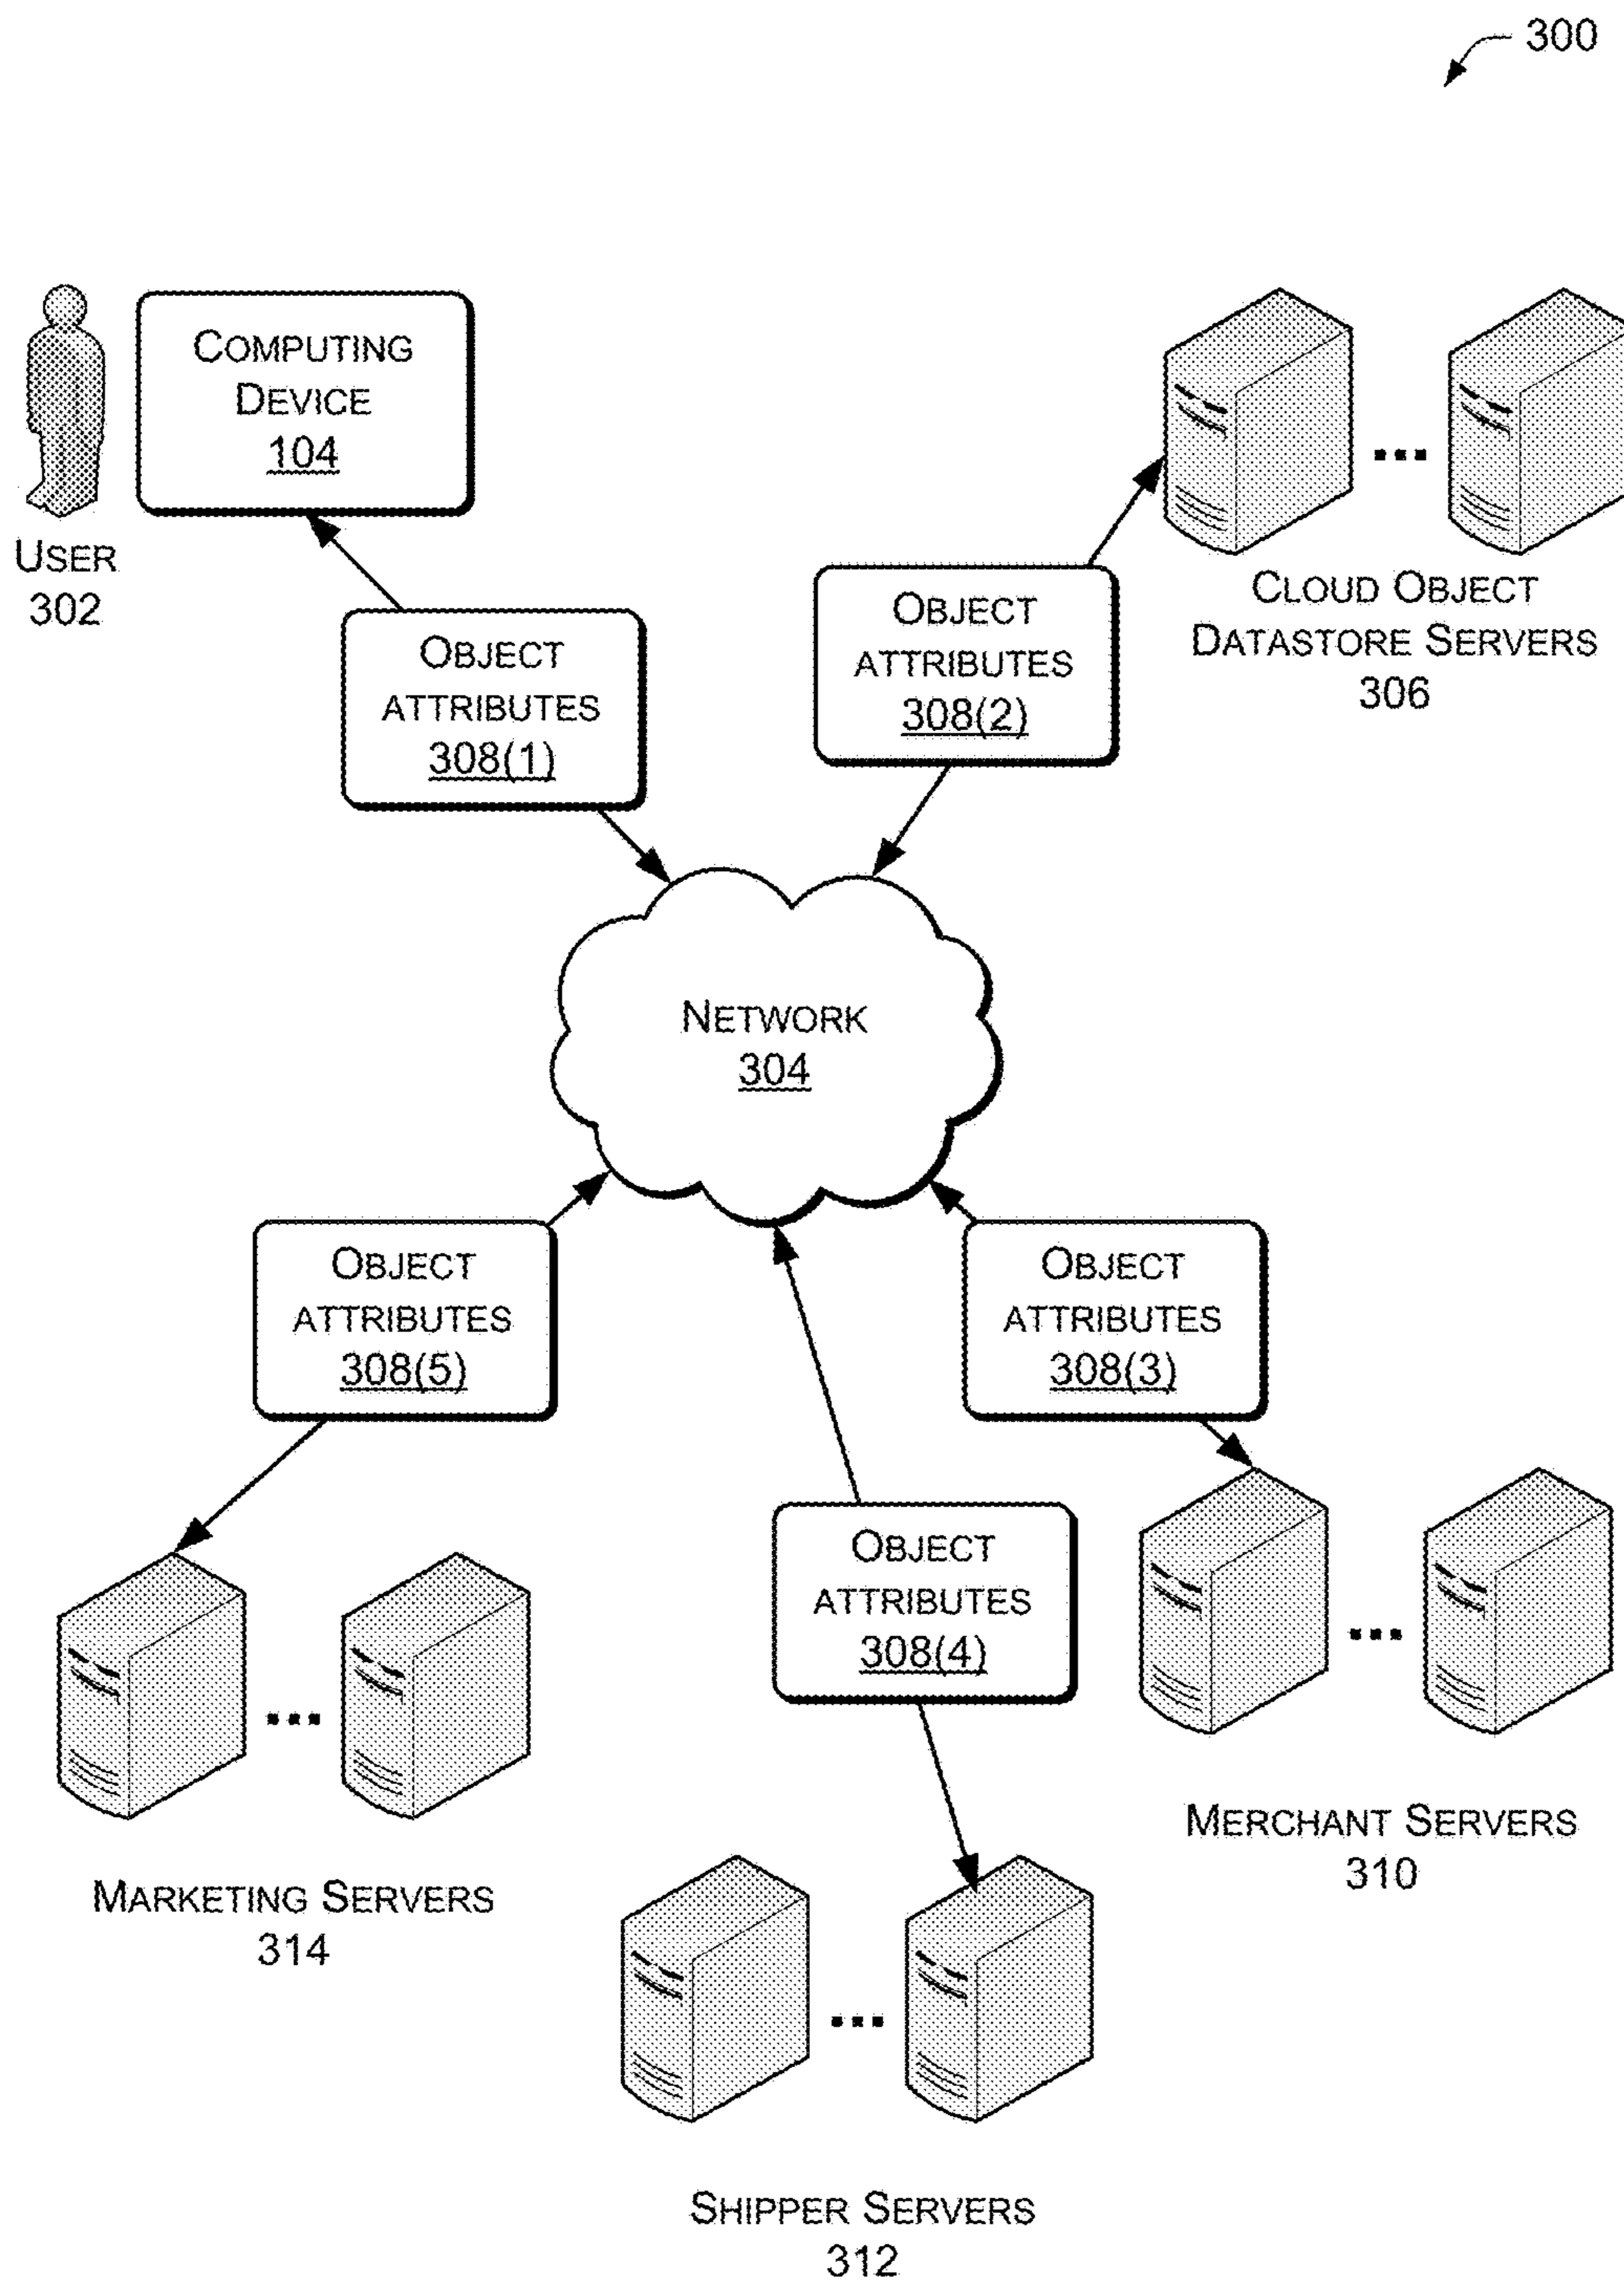 300
COMPUTING
DEVICE
104
USER
302
OBJECT
ATTRIBUTES
308(1)
OBJECT
ATTRIBUTES
308(2)
CLOUD OBJECT
DATASTORE SERVERS
306
NETWORK
304
OBJECT
ATTRIBUTES
308(5)
OBJECT
ATTRIBUTES
308(3)
OBJECT
ATTRIBUTES
308(4)
MERCHANT SERVERS
310
MARKETING SERVERS
314
SHIPPER SERVERS
312